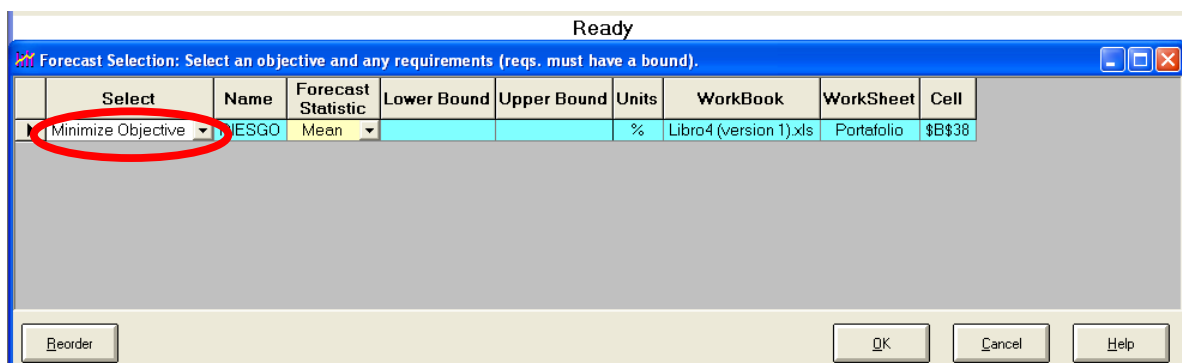 Ready
Forecast Selection: Select an objective and any requirements (reqs. must have a bound).
Select Name Forecast Statistic Lower Bound Upper Bound Units WorkBook WorkSheet Cell
Minimize Objective RIESGO Mean % Libro4 (version 1).xls Portafolio $B$38
Reorder OK Cancel Help